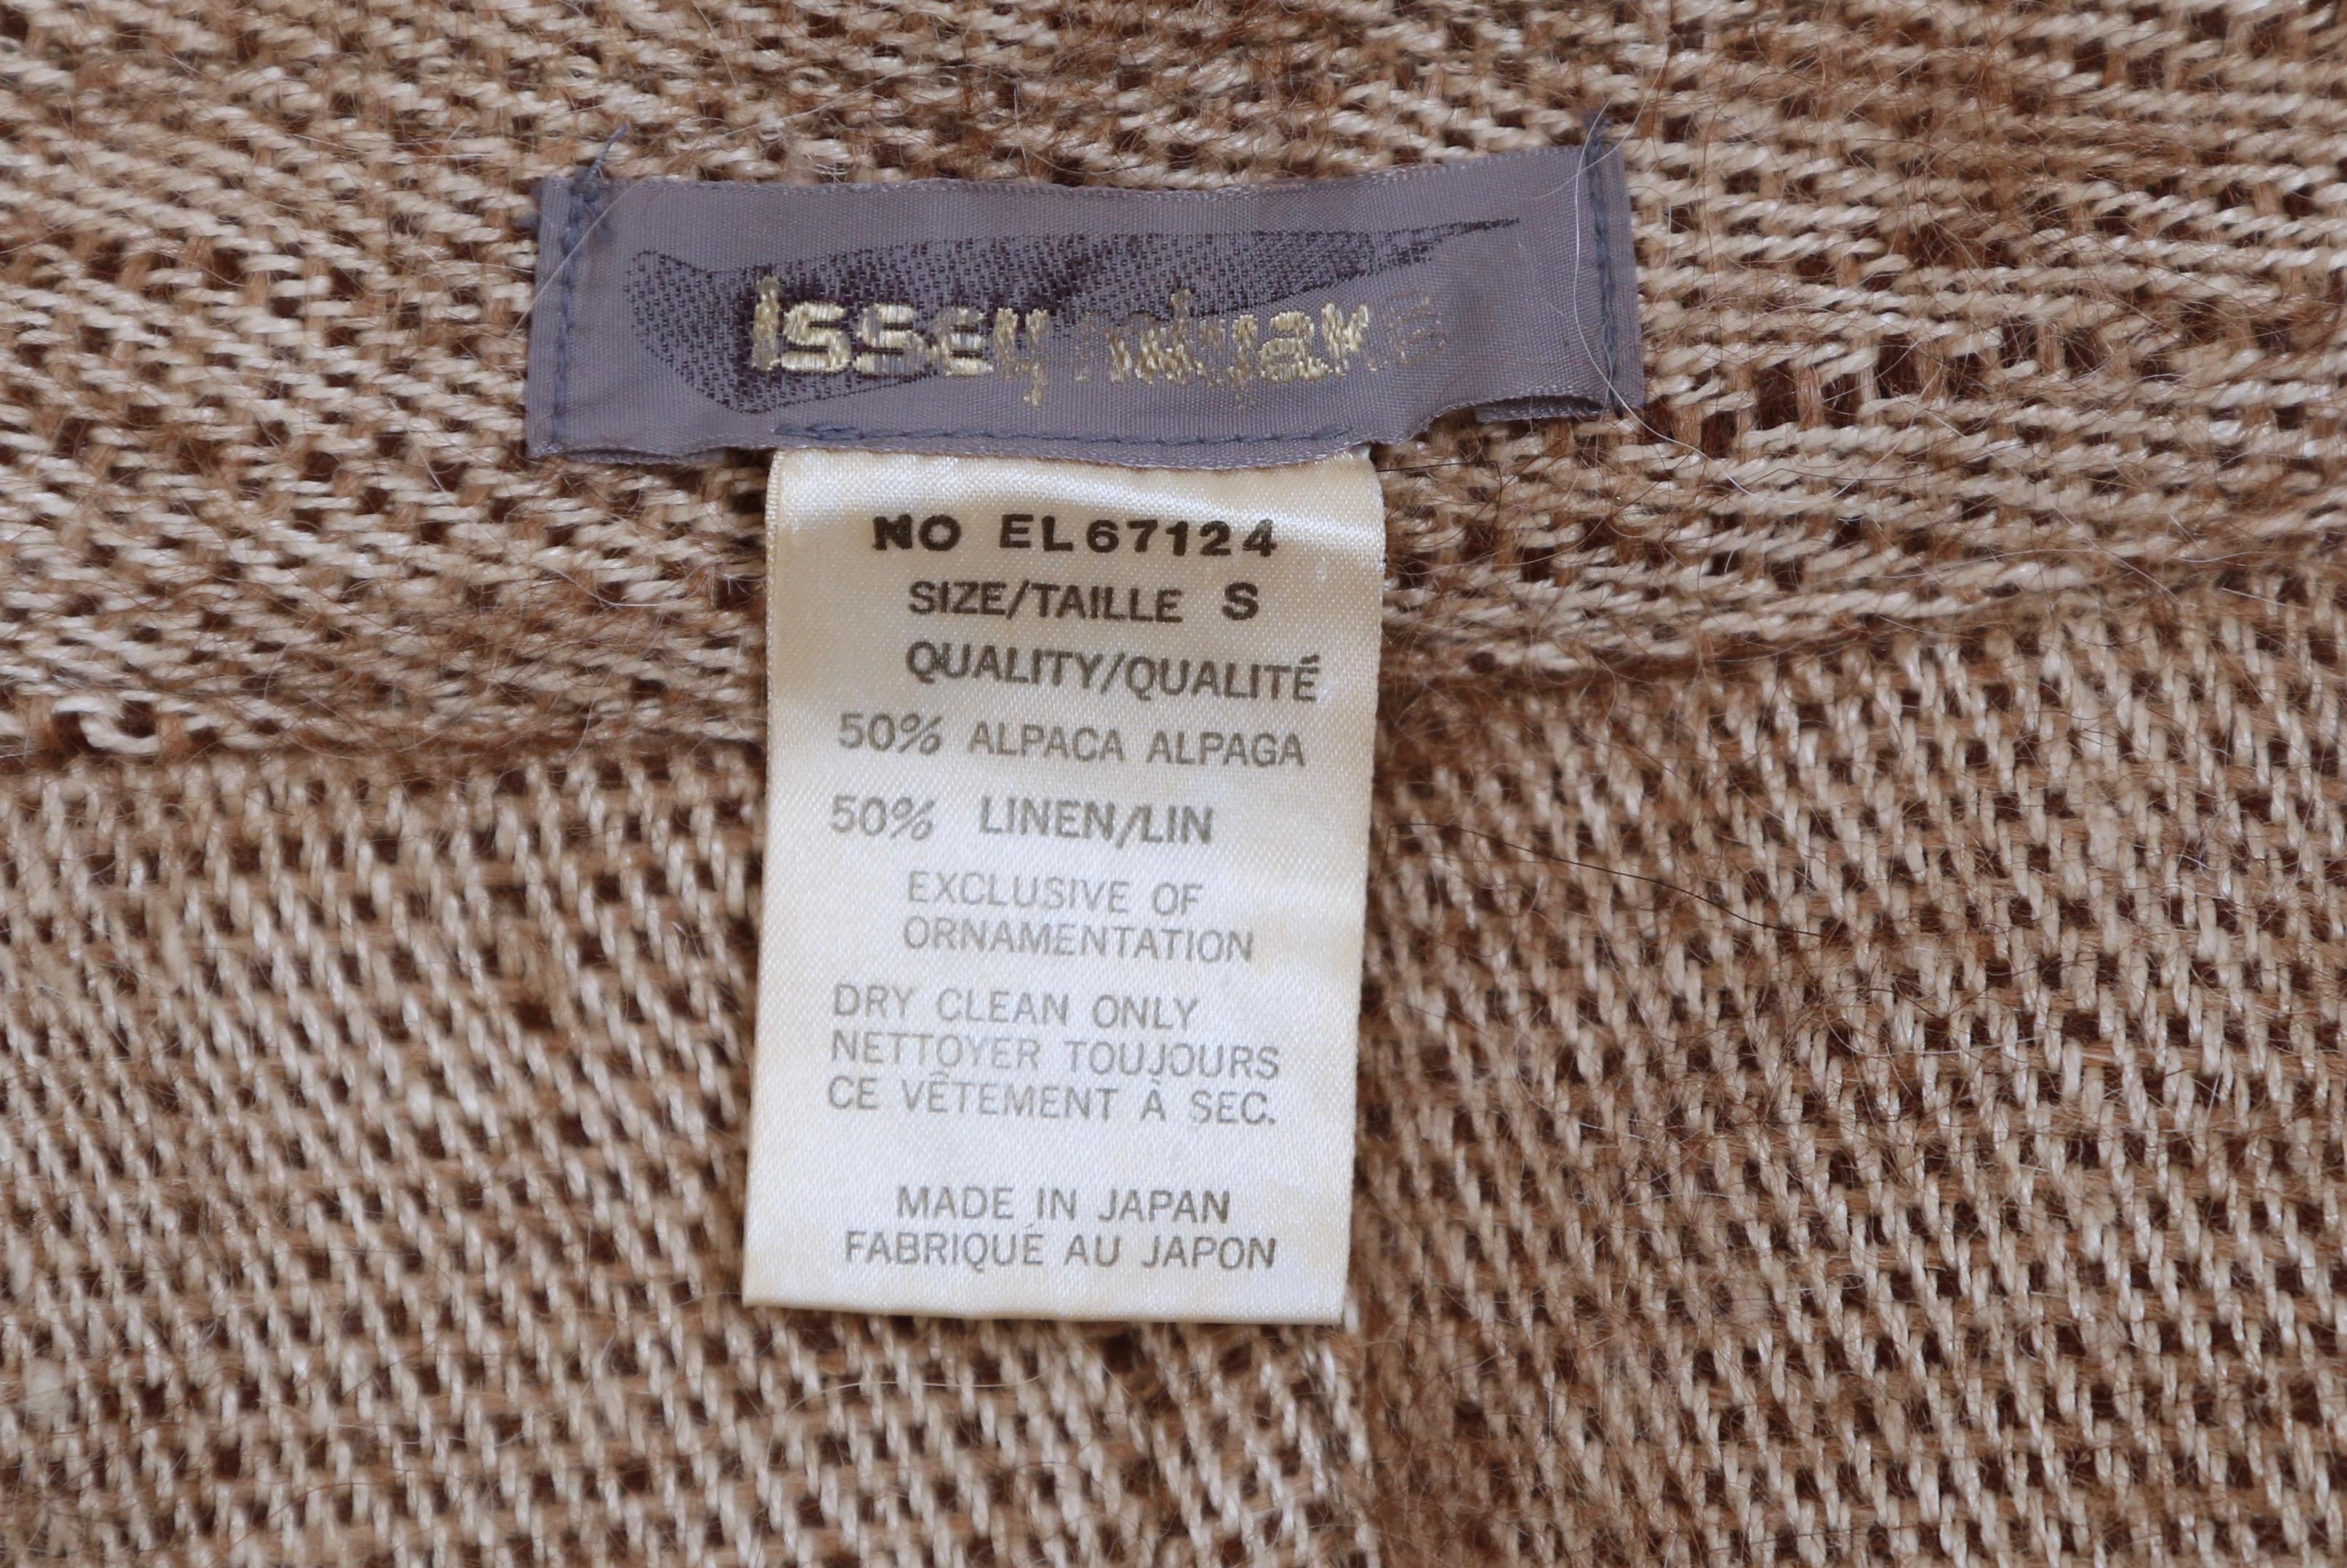 issey miyake
NO EL67124
SIZE/TAILLE S
QUALITY/QUALITÉ
50% ALPACA ALPAGA
50% LINEN/LIN
EXCLUSIVE OF
ORNAMENTATION
DRY CLEAN ONLY
NETTOYER TOUJOURS
CE VÊTEMENT À SEC.
MADE IN JAPAN
FABRIQUÉ AU JAPON